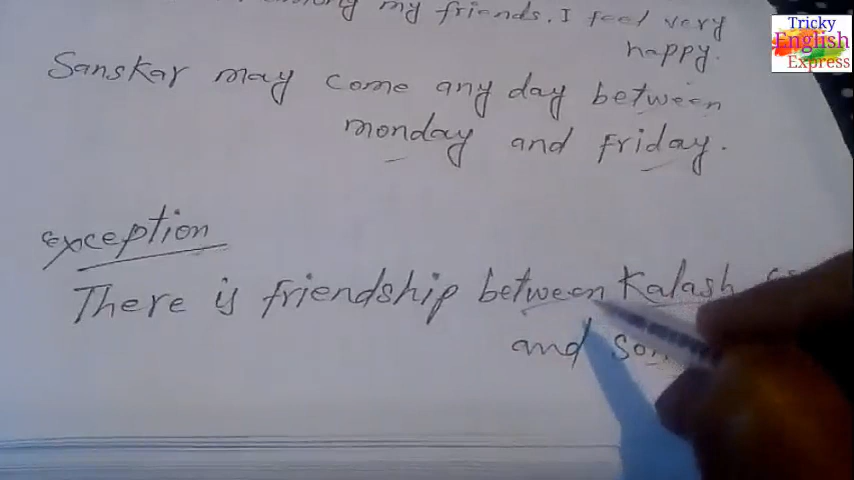 my friends. I feel very
happy.
Sanskar may come any day between
monday and friday.
exception
There is friendship between Kalash
and
Tricky
English
Express